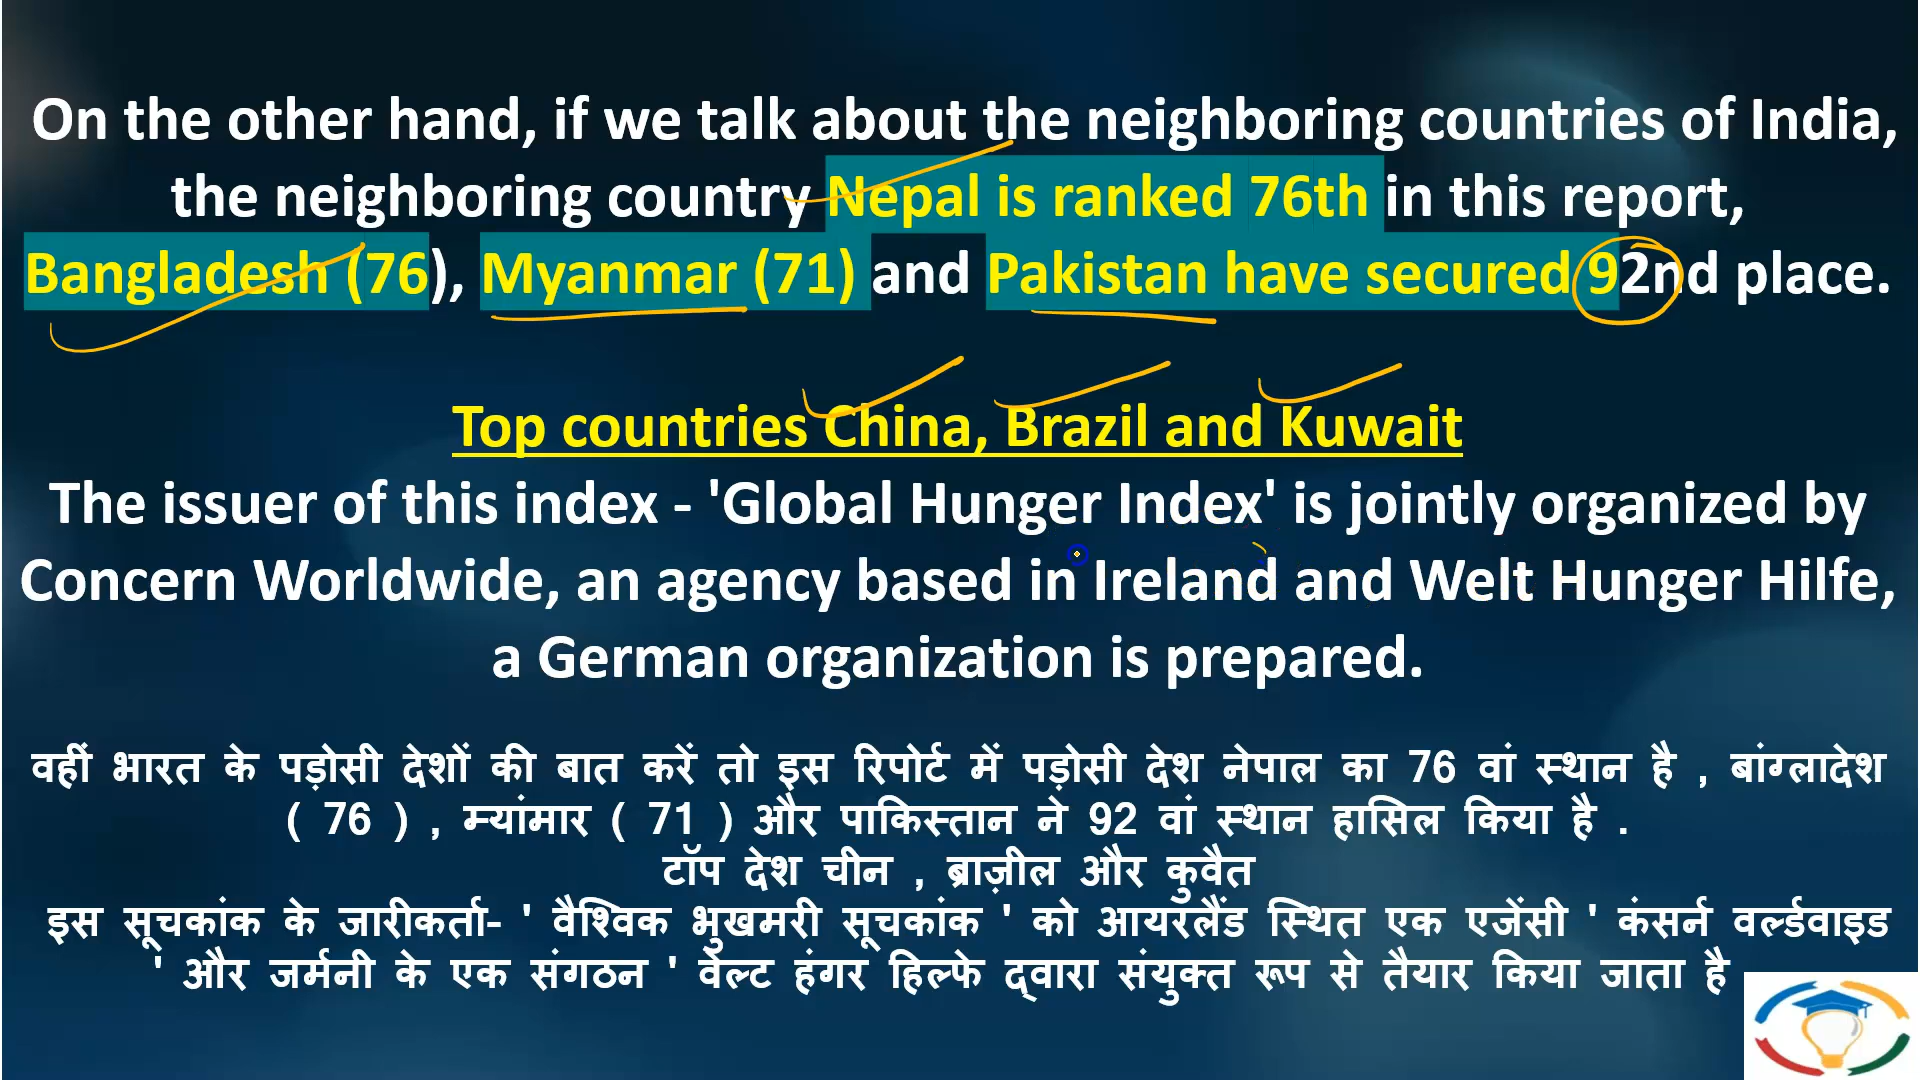 On the other hand, if we talk about the neighboring countries of India,
the neighboring country Nepal is ranked 76th in this report,
Bangladesh (76), Myanmar (71) and Pakistan have secured 92nd place.
Top countries China, Brazil and Kuwait
The issuer of this index - 'Global Hunger Index' is jointly organized by
Concern Worldwide, an agency based in Ireland and Welt Hunger Hilfe,
a German organization is prepared.
वहीं भारत के पड़ोसी देशों की बात करें तो इस रिपोर्ट में पड़ोसी देश नेपाल का 76 वां स्थान है , बांग्लादेश
( 76 ) , म्यांमार ( 71 ) और पाकिस्तान ने 92 वां स्थान हासिल किया है .
टॉप देश चीन , ब्राज़ील और कुवैत
इस सूचकांक के जारीकर्ता- ' वैश्विक भुखमरी सूचकांक ' को आयरलैंड स्थित एक एजेंसी ' कंसर्न वर्ल्डवाइड
' और जर्मनी के एक संगठन ' वेल्ट हंगर हिल्फे द्वारा संयुक्त रूप से तैयार किया जाता है